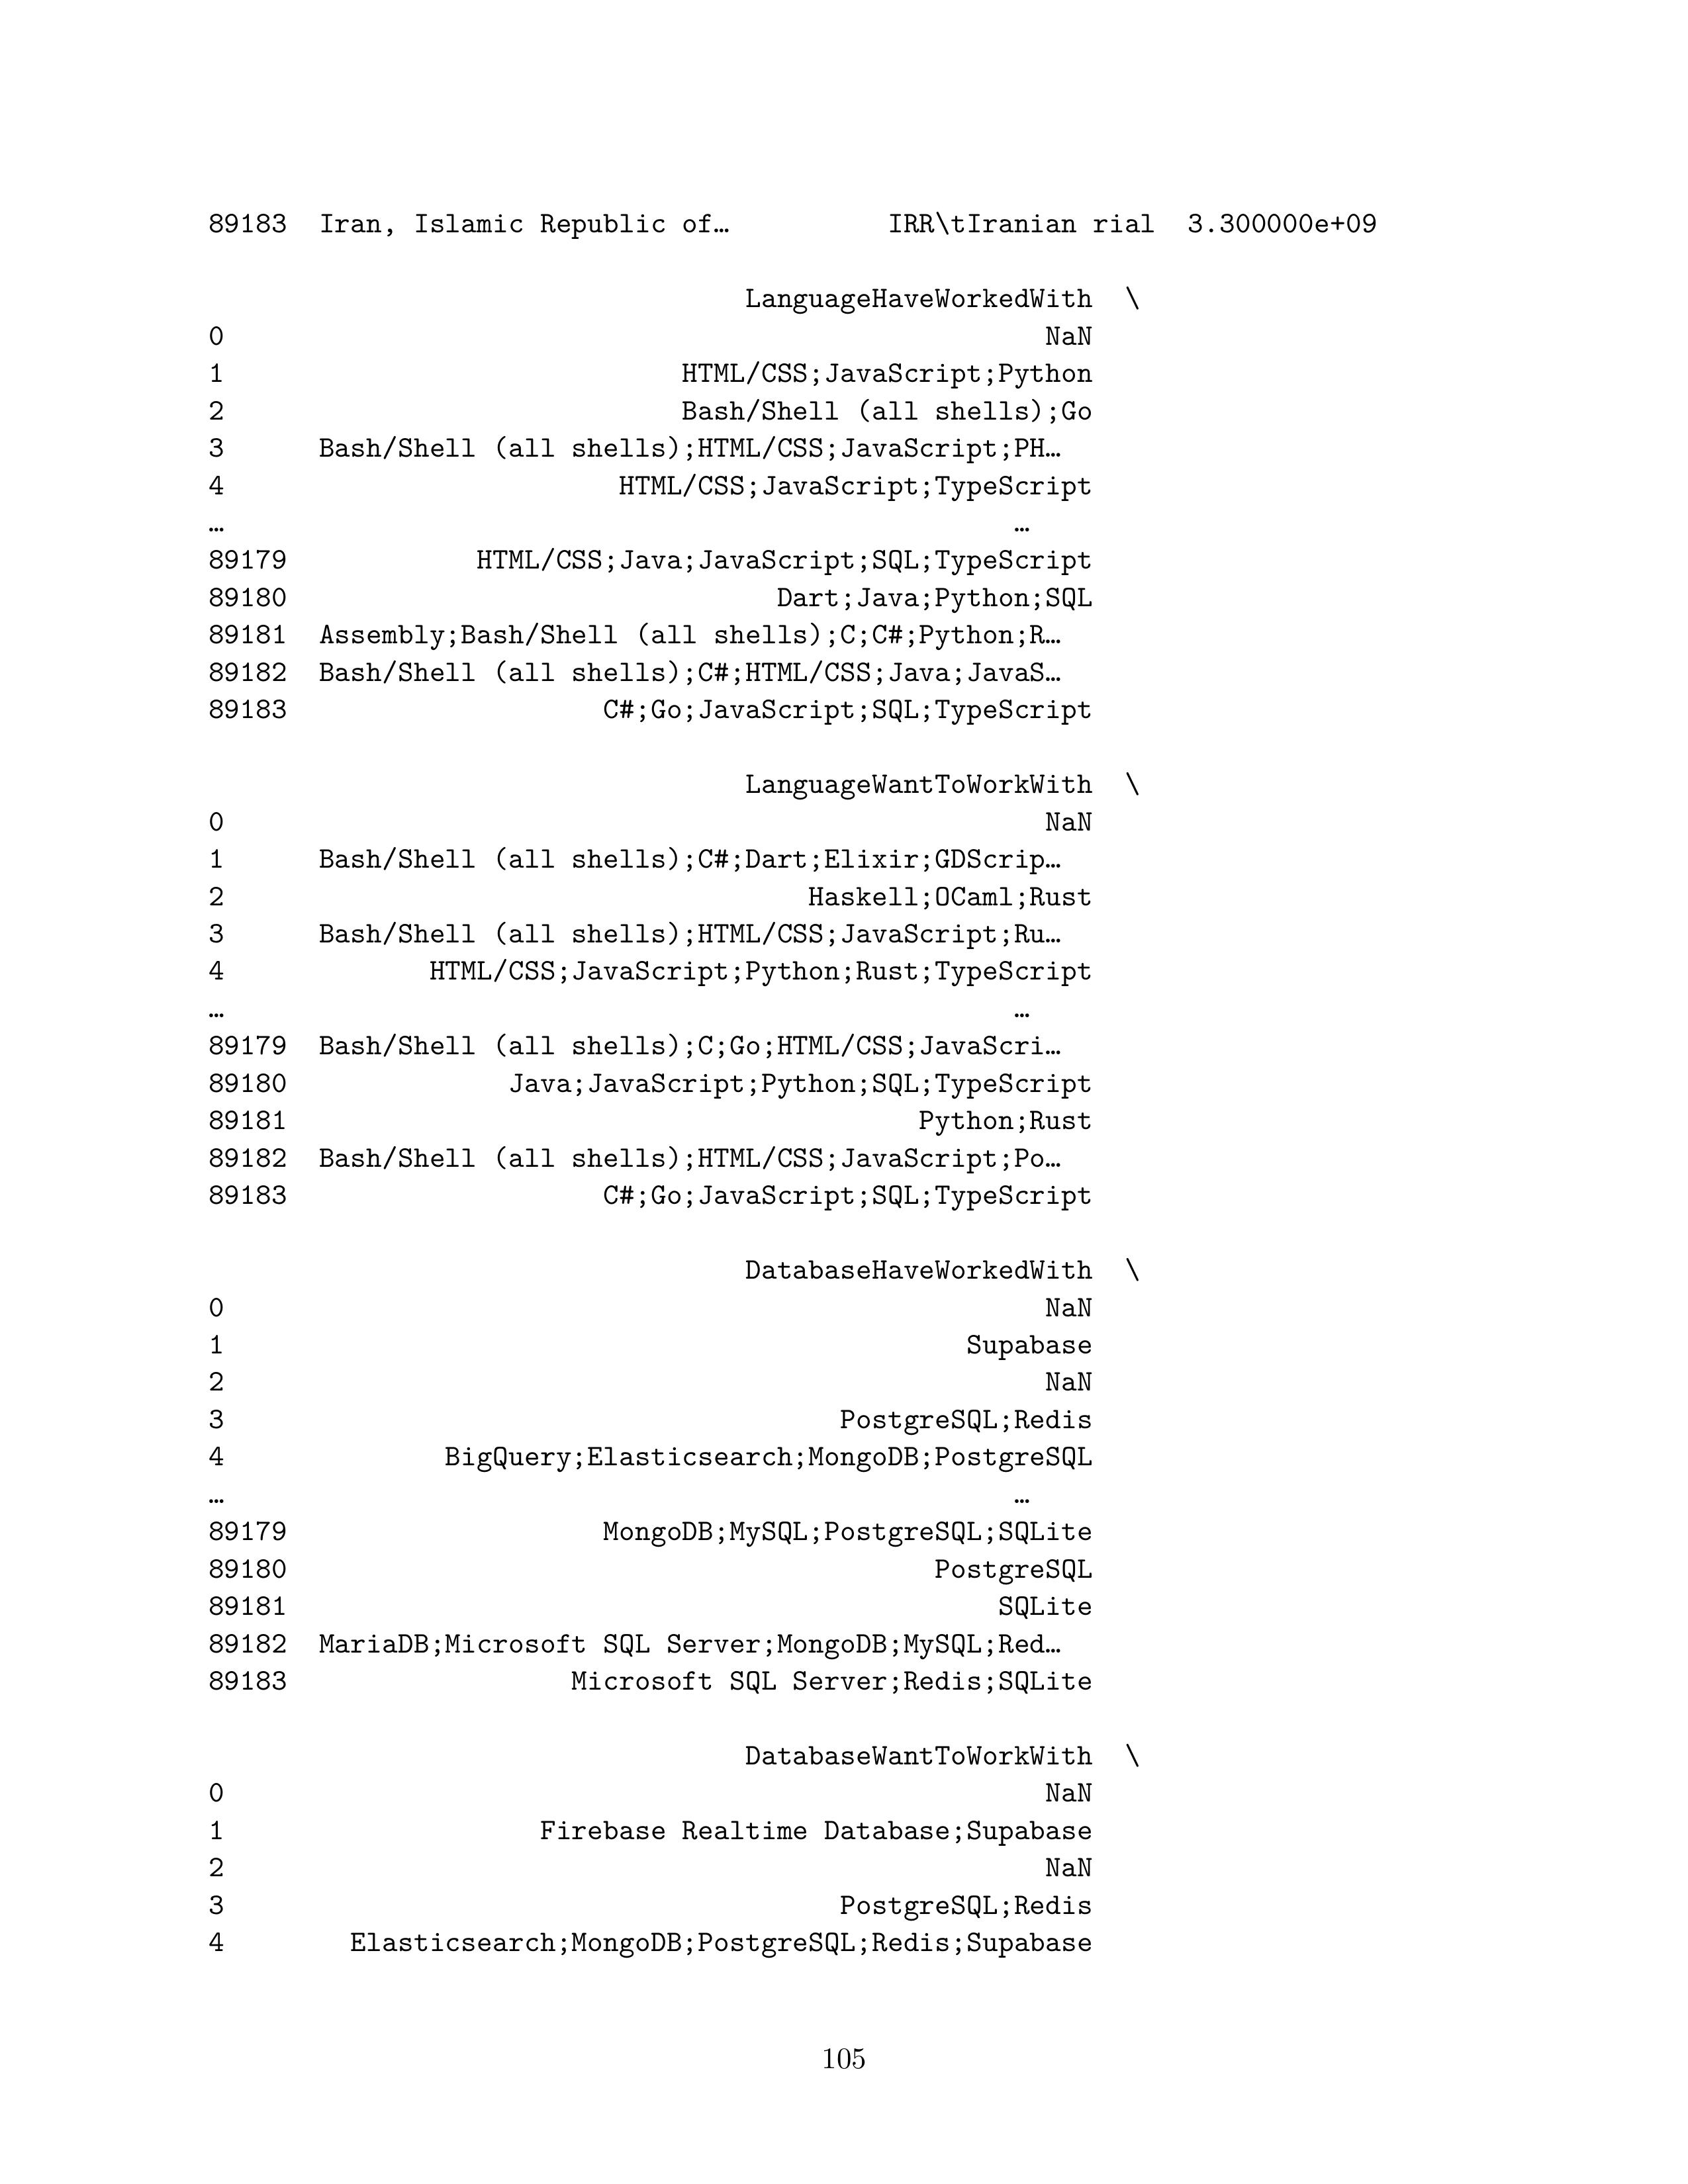 89183  Iran, Islamic Republic of…          IRR\tIranian rial  3.300000e+09
LanguageHaveWorkedWith  \
0                                                    NaN
1                             HTML/CSS;JavaScript;Python
2                             Bash/Shell (all shells);Go
3      Bash/Shell (all shells);HTML/CSS;JavaScript;PH…
4                         HTML/CSS;JavaScript;TypeScript
…                                                  …
89179            HTML/CSS;Java;JavaScript;SQL;TypeScript
89180                               Dart;Java;Python;SQL
89181  Assembly;Bash/Shell (all shells);C;C#;Python;R…
89182  Bash/Shell (all shells);C#;HTML/CSS;Java;JavaS…
89183                    C#;Go;JavaScript;SQL;TypeScript
LanguageWantToWorkWith  \
0                                                    NaN
1      Bash/Shell (all shells);C#;Dart;Elixir;GDScrip…
2                                     Haskell;OCaml;Rust
3      Bash/Shell (all shells);HTML/CSS;JavaScript;Ru…
4             HTML/CSS;JavaScript;Python;Rust;TypeScript
…                                                  …
89179  Bash/Shell (all shells);C;Go;HTML/CSS;JavaScri…
89180              Java;JavaScript;Python;SQL;TypeScript
89181                                        Python;Rust
89182  Bash/Shell (all shells);HTML/CSS;JavaScript;Po…
89183                    C#;Go;JavaScript;SQL;TypeScript
DatabaseHaveWorkedWith  \
0                                                    NaN
1                                               Supabase
2                                                    NaN
3                                       PostgreSQL;Redis
4              BigQuery;Elasticsearch;MongoDB;PostgreSQL
…                                                  …
89179                    MongoDB;MySQL;PostgreSQL;SQLite
89180                                         PostgreSQL
89181                                             SQLite
89182  MariaDB;Microsoft SQL Server;MongoDB;MySQL;Red…
89183                  Microsoft SQL Server;Redis;SQLite
DatabaseWantToWorkWith  \
0                                                    NaN
1                    Firebase Realtime Database;Supabase
2                                                    NaN
3                                       PostgreSQL;Redis
4        Elasticsearch;MongoDB;PostgreSQL;Redis;Supabase
105